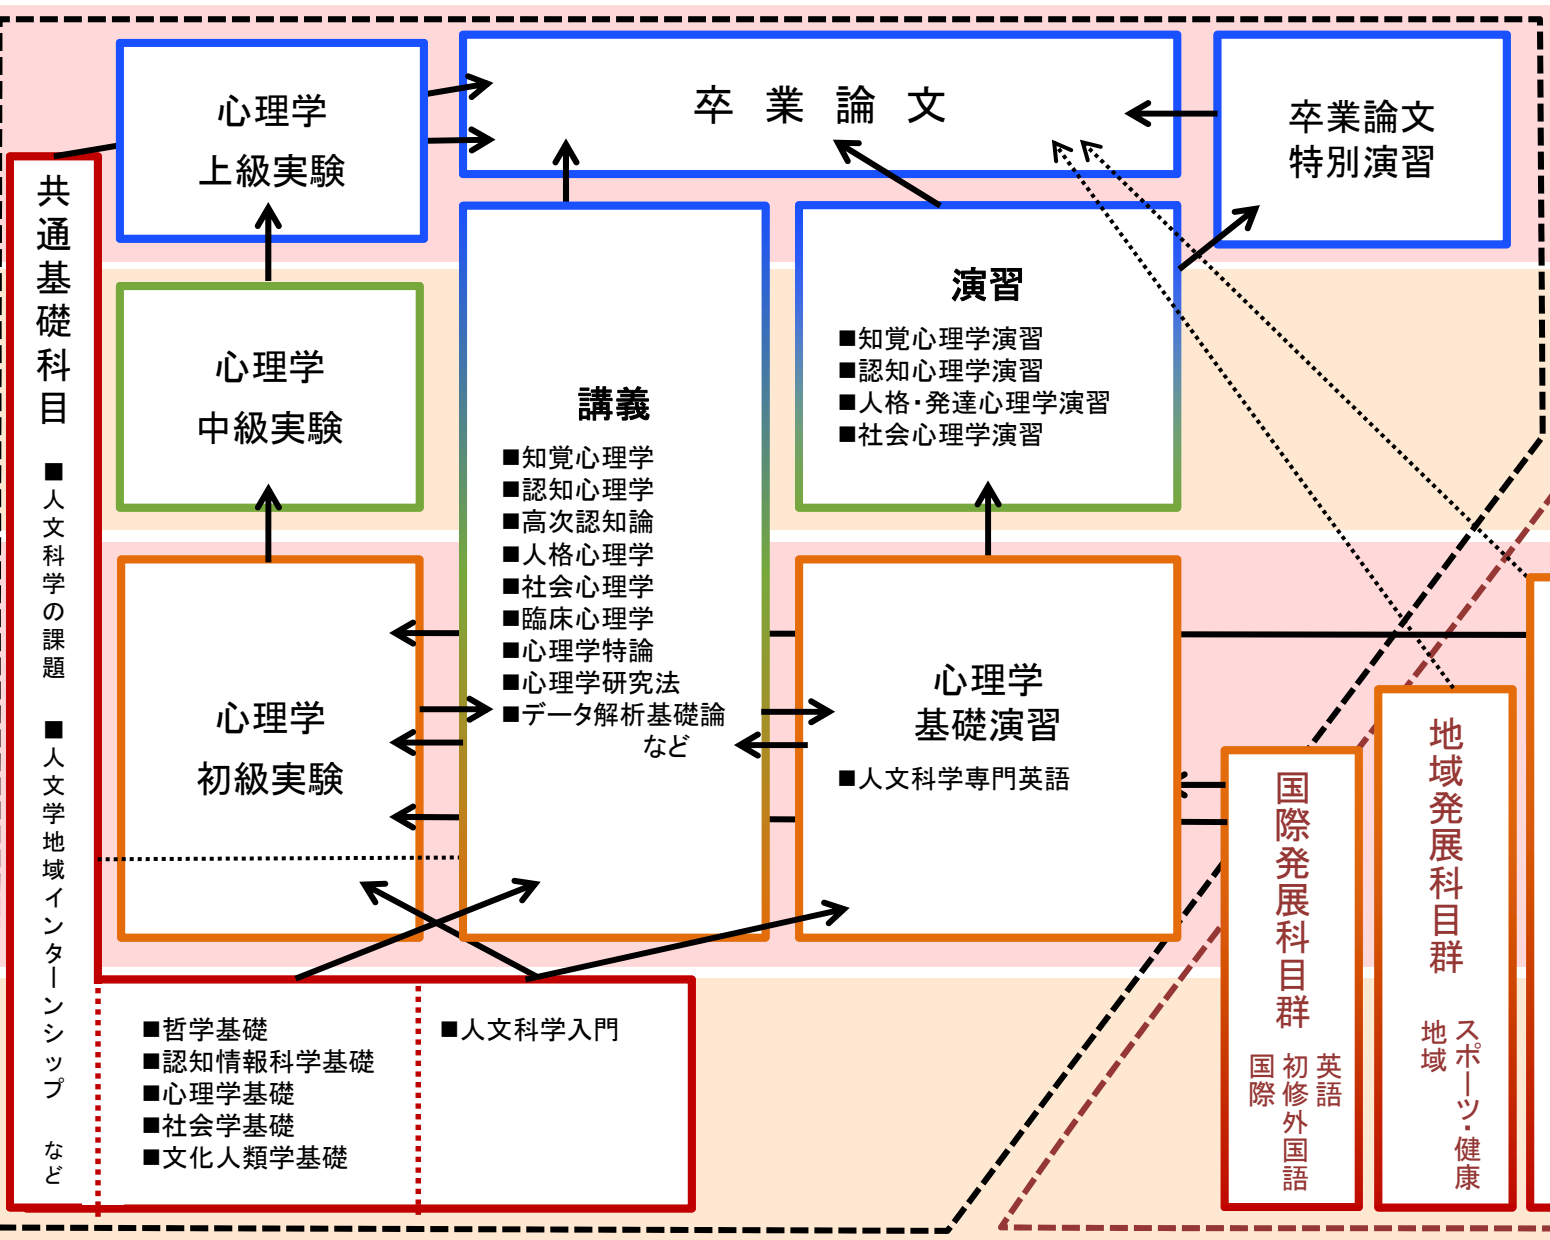 心理学
上級実験
卒業論文
卒業論文
特別演習
共通基礎科目
■人文科学の課題 ■人文学地域インターンシップ など
心理学
中級実験
講義
■知覚心理学
■認知心理学
■高次認知論
■人格心理学
■社会心理学
■臨床心理学
■心理学特論
■心理学研究法
■データ解析基礎論
など
演習
■知覚心理学演習
■認知心理学演習
■人格・発達心理学演習
■社会心理学演習
心理学
初級実験
心理学
基礎演習
■人文科学専門英語
■哲学基礎
■認知情報科学基礎
■心理学基礎
■社会学基礎
■文化人類学基礎
■人文科学入門
国際発展科目群
英語
初修外国語
国際
地域発展科目群
スポーツ・健康
地域